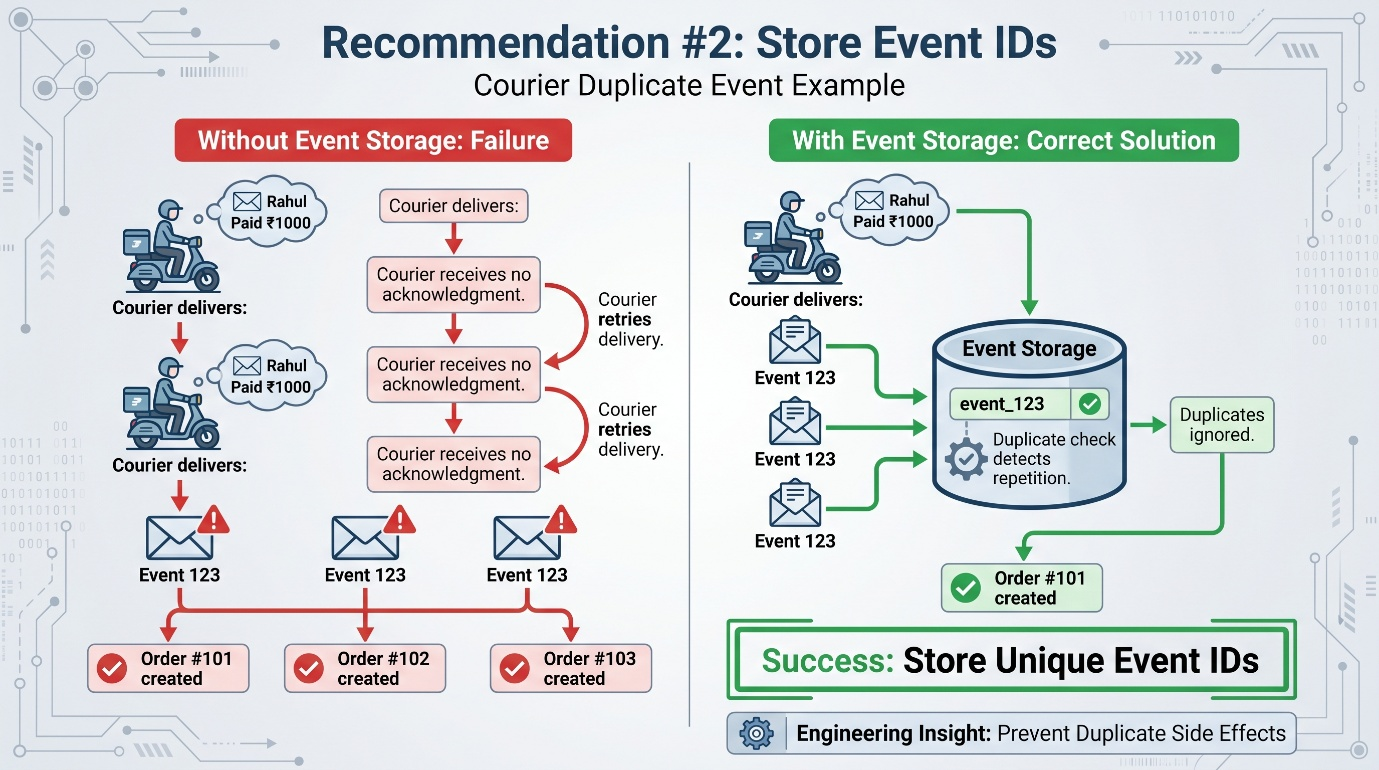 Recommendation #2: Store Event IDs
Courier Duplicate Event Example
Without Event Storage: Failure
Rahul
Paid ₹1000
Courier delivers:
Rahul
Paid ₹1000
Courier delivers:
Courier delivers:
Courier receives no
acknowledgment.
Courier
retries
delivery.
Courier receives no
acknowledgment.
Courier
retries
delivery.
Courier receives no
acknowledgment.
Event 123
Event 123
Event 123
Order #101
created
Order #102
created
Order #103
created
With Event Storage: Correct Solution
Rahul
Paid ₹1000
Courier delivers:
Event 123
Event 123
Event 123
Event Storage
event_123
Duplicate check
detects
repetition.
Duplicates
ignored.
Order #101
created
Success: Store Unique Event IDs
Engineering Insight: Prevent Duplicate Side Effects